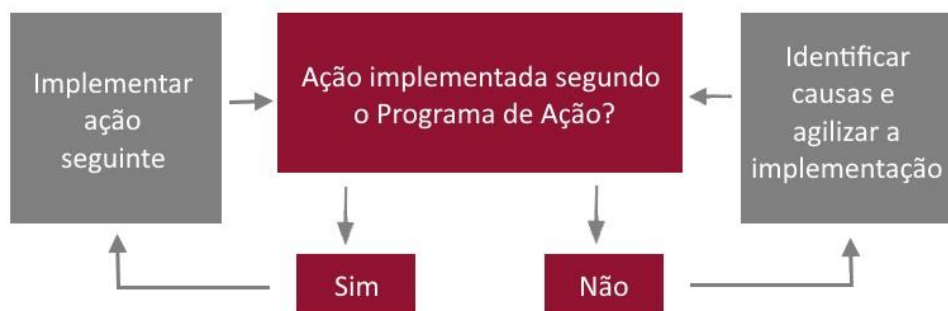 Implementar
ação
seguinte
Ação implementada segundo
o Programa de Ação?
Identificar
causas e
agilizar a
implementação
Sim
Não